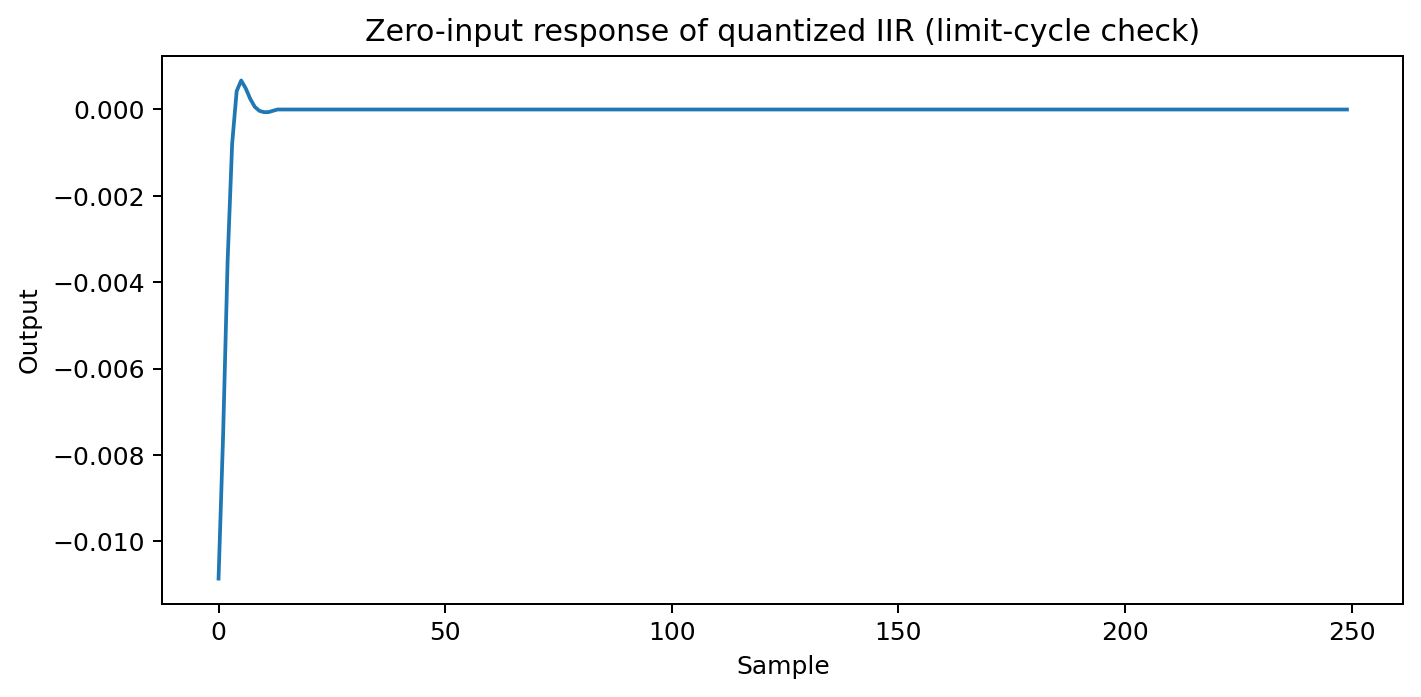 Zero-input response of quantized IIR (limit-cycle check)
0.000
−0.002
−0.004
−0.006
−0.008
−0.010
Output
0 50 100 150 200 250
Sample